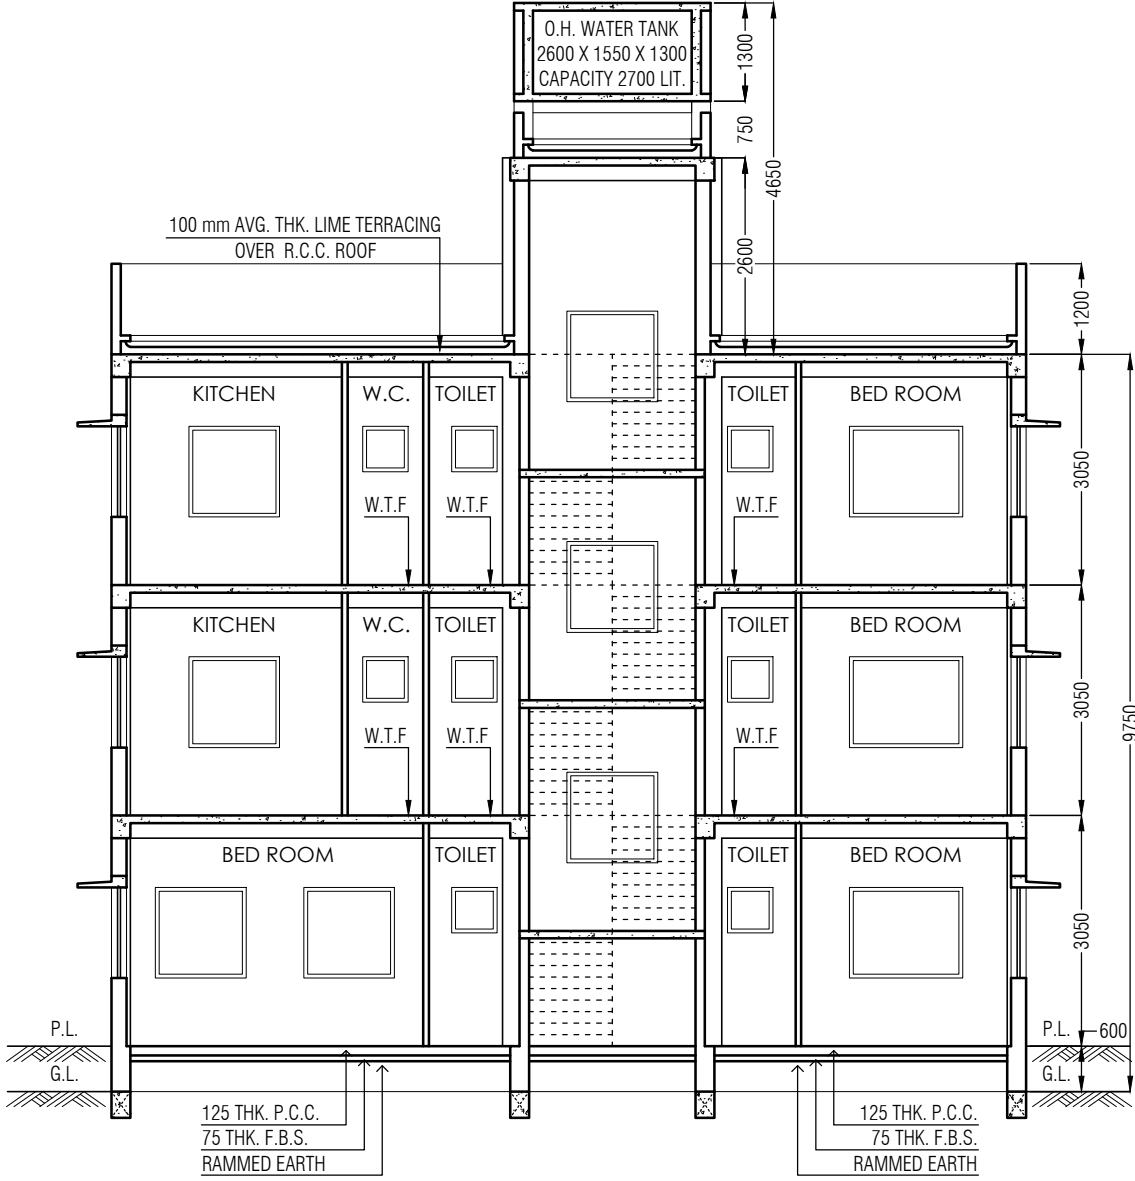 O.H. WATER TANK
2600 X 1550 X 1300
CAPACITY 2700 LIT.
1300
750
4650
2600
100 mm AVG. THK. LIME TERRACING
OVER R.C.C. ROOF
1200
KITCHEN W.C. TOILET TOILET BED ROOM
3050
W.T.F W.T.F W.T.F
KITCHEN W.C. TOILET TOILET BED ROOM
3050
9750
W.T.F W.T.F W.T.F
BED ROOM TOILET TOILET BED ROOM
3050
P.L. P.L. 600
G.L. G.L.
125 THK. P.C.C. 125 THK. P.C.C.
75 THK. F.B.S. 75 THK. F.B.S.
RAMMED EARTH RAMMED EARTH